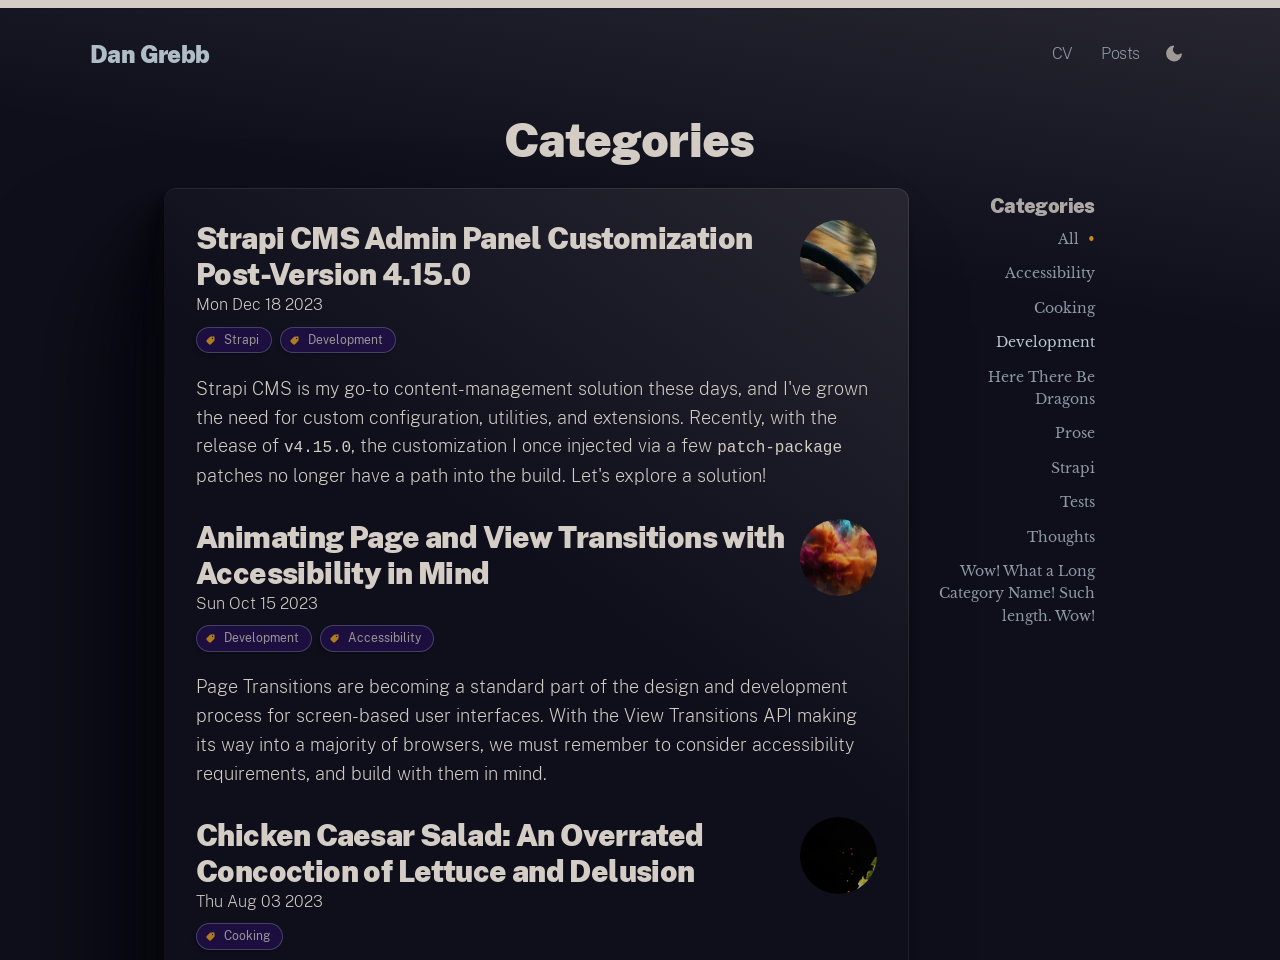 Dan Grebb
CV
Posts
Categories
Strapi CMS Admin Panel Customization
Post-Version 4.15.0
Mon Dec 18 2023
Strapi
Development
Strapi CMS is my go-to content-management solution these days, and I've grown
the need for custom configuration, utilities, and extensions. Recently, with the
release of v4.15.0, the customization I once injected via a few patch-package
patches no longer have a path into the build. Let's explore a solution!
Animating Page and View Transitions with
Accessibility in Mind
Sun Oct 15 2023
Development
Accessibility
Page Transitions are becoming a standard part of the design and development
process for screen-based user interfaces. With the View Transitions API making
its way into a majority of browsers, we must remember to consider accessibility
requirements, and build with them in mind.
Chicken Caesar Salad: An Overrated
Concoction of Lettuce and Delusion
Thu Aug 03 2023
Cooking
Categories
All •
Accessibility
Cooking
Development
Here There Be
Dragons
Prose
Strapi
Tests
Thoughts
Wow! What a Long
Category Name! Such
length. Wow!